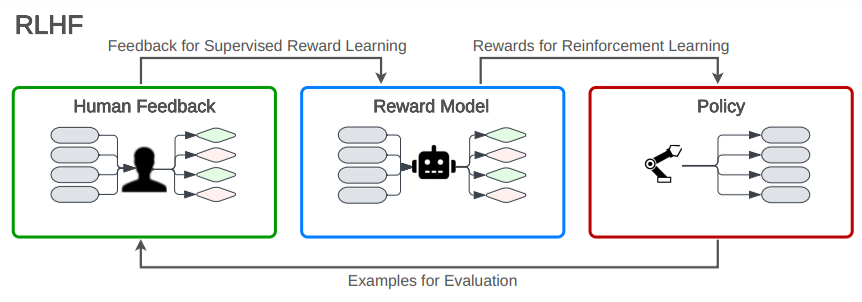 RLHF
Feedback for Supervised Reward Learning
Rewards for Reinforcement Learning
Human Feedback
Reward Model
Policy
Examples for Evaluation